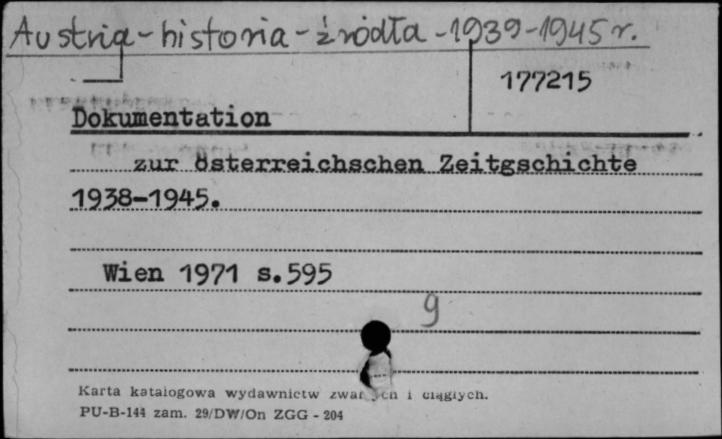 Austria - historia - źródła - 1939-1945 r.
177215
Dokumentation
zur österreichschen Zeitgschichte
1938-1945.
Wien 1971 s.595
9
Karta katalogowa wydawnictw zwartych i ciągłych.
PU-B-144 zam. 29/DW/On ZGG - 204